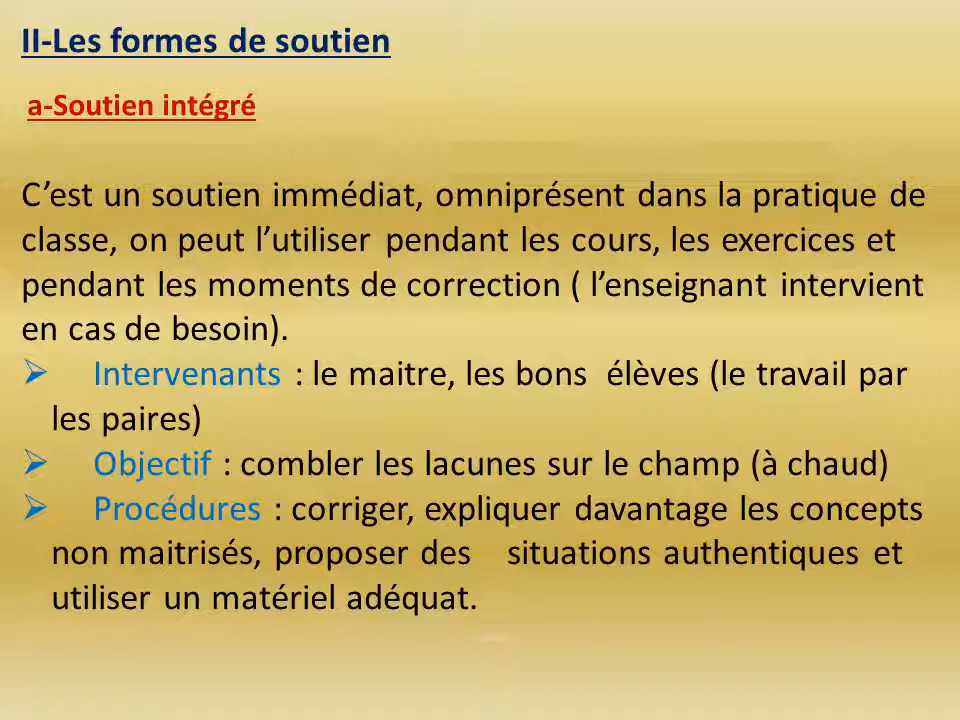 II-Les formes de soutien
a-Soutien intégré
C’est un soutien immédiat, omniprésent dans la pratique de
classe, on peut l’utiliser pendant les cours, les exercices et
pendant les moments de correction ( l’enseignant intervient
en cas de besoin).
➢ Intervenants : le maitre, les bons élèves (le travail par
les paires)
➢ Objectif : combler les lacunes sur le champ (à chaud)
➢ Procédures : corriger, expliquer davantage les concepts
non maitrisés, proposer des situations authentiques et
utiliser un matériel adéquat.